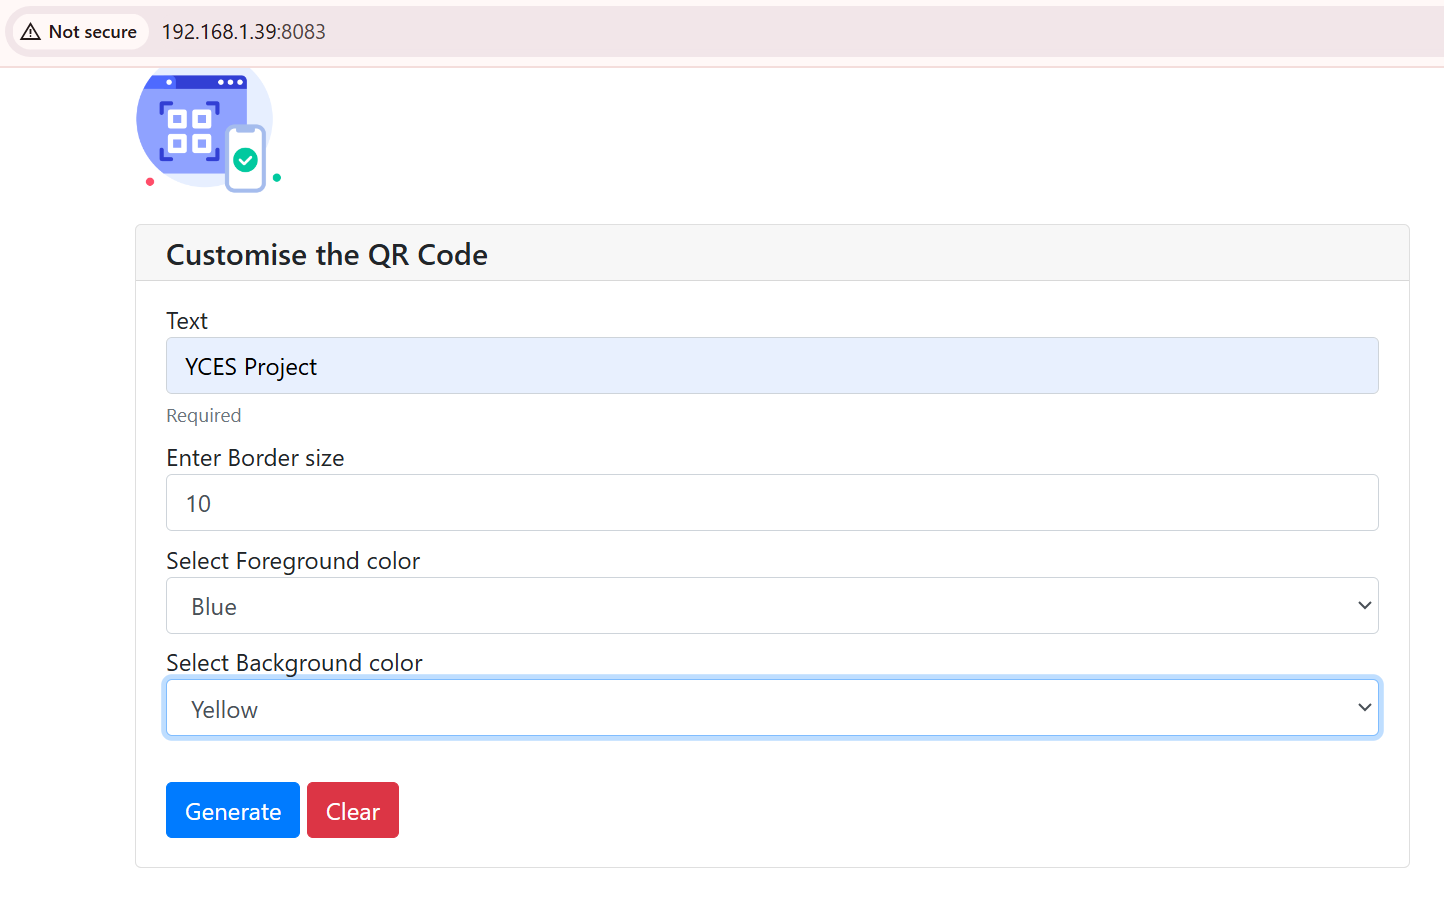 Not secure 192.168.1.39:8083
Customise the QR Code
Text
YCES Project
Required
Enter Border size
10
Select Foreground color
Blue
Select Background color
Yellow
Generate Clear